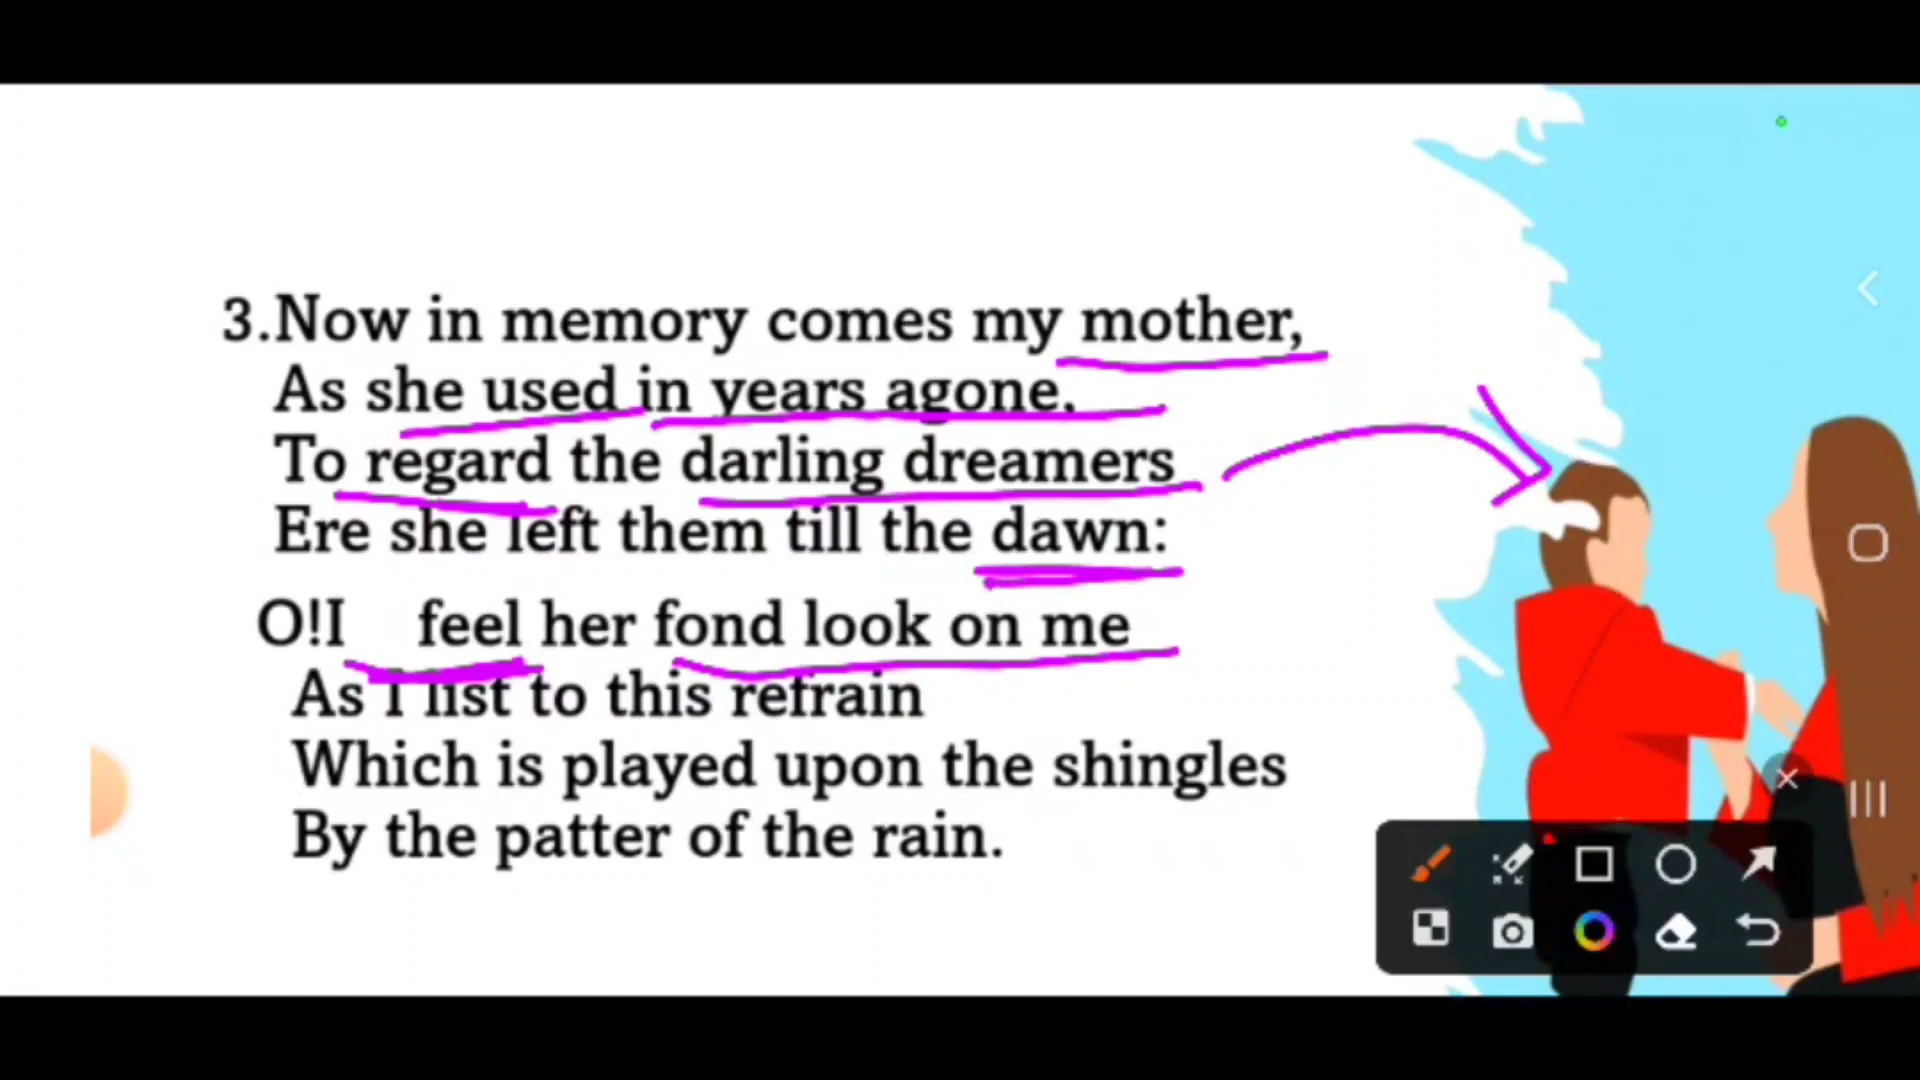 3.Now in memory comes my mother,
As she used in years agone,
To regard the darling dreamers
Ere she left them till the dawn:
O!I feel her fond look on me
As I list to this refrain
Which is played upon the shingles
By the patter of the rain.